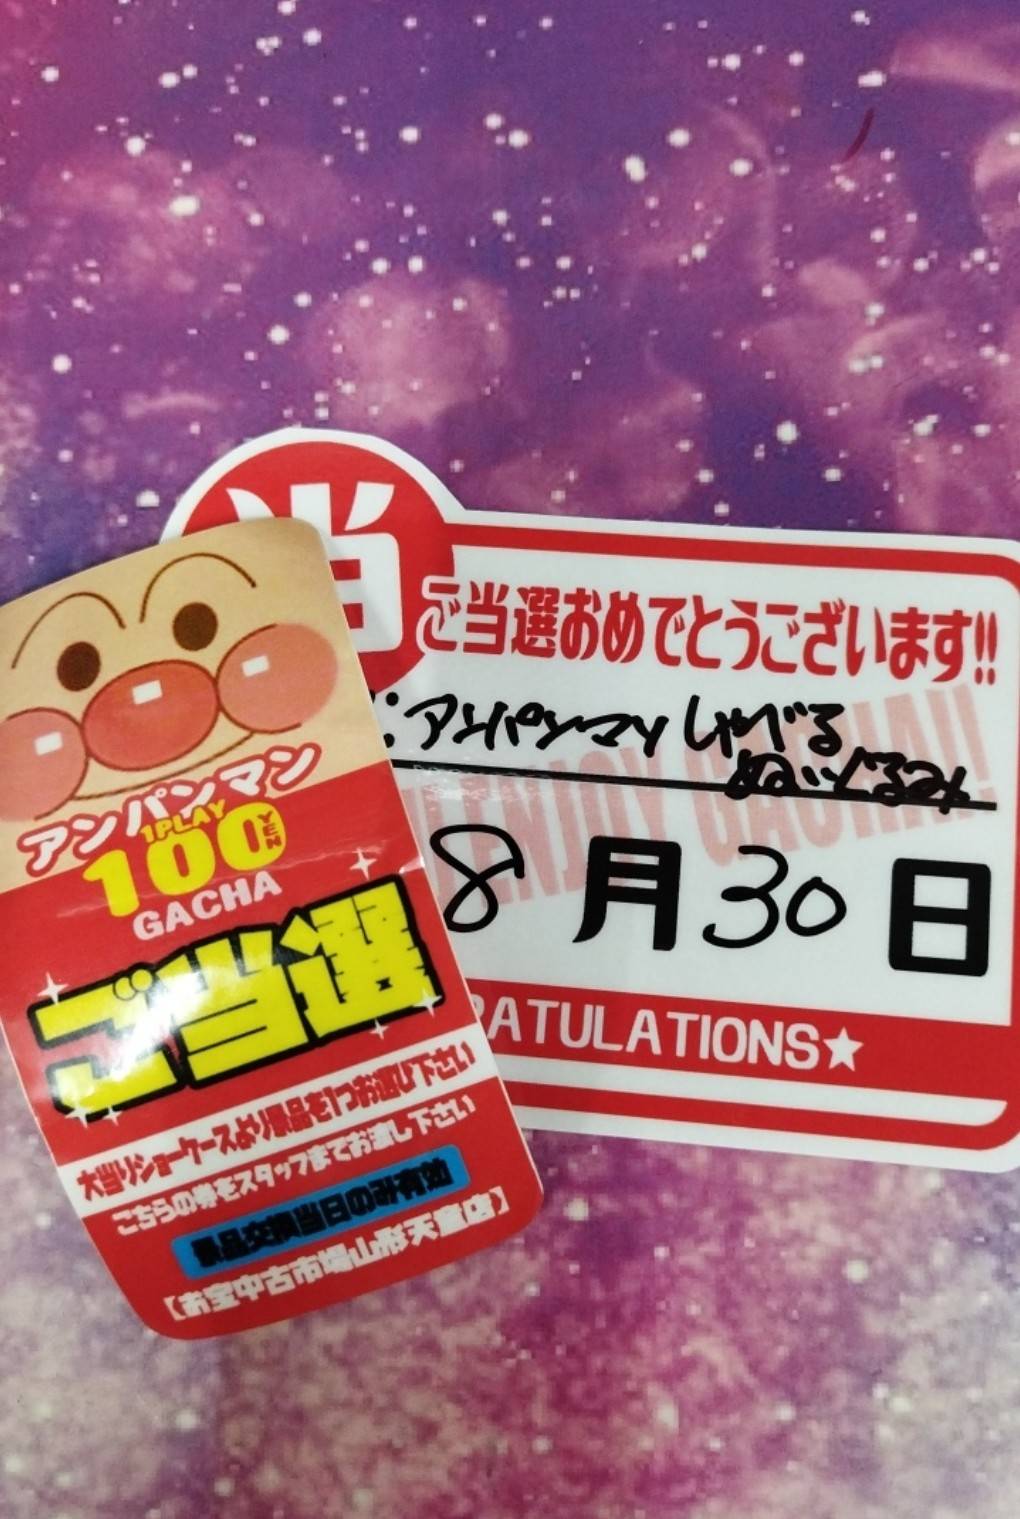 当
ご当選おめでとうございます!!
:アンパンマン しゃべる
ぬいぐるみ
ENJOY GACHA!!
8月30日
RATULATIONS★
アンパンマン
1PLAY
100YEN
GACHA
ご当選
大当りショーケースより景品を1つお選び下さい
こちらの券をスタッフまでお渡し下さい
景品交換当日のみ有効
【お宝中古市場山形天童店】